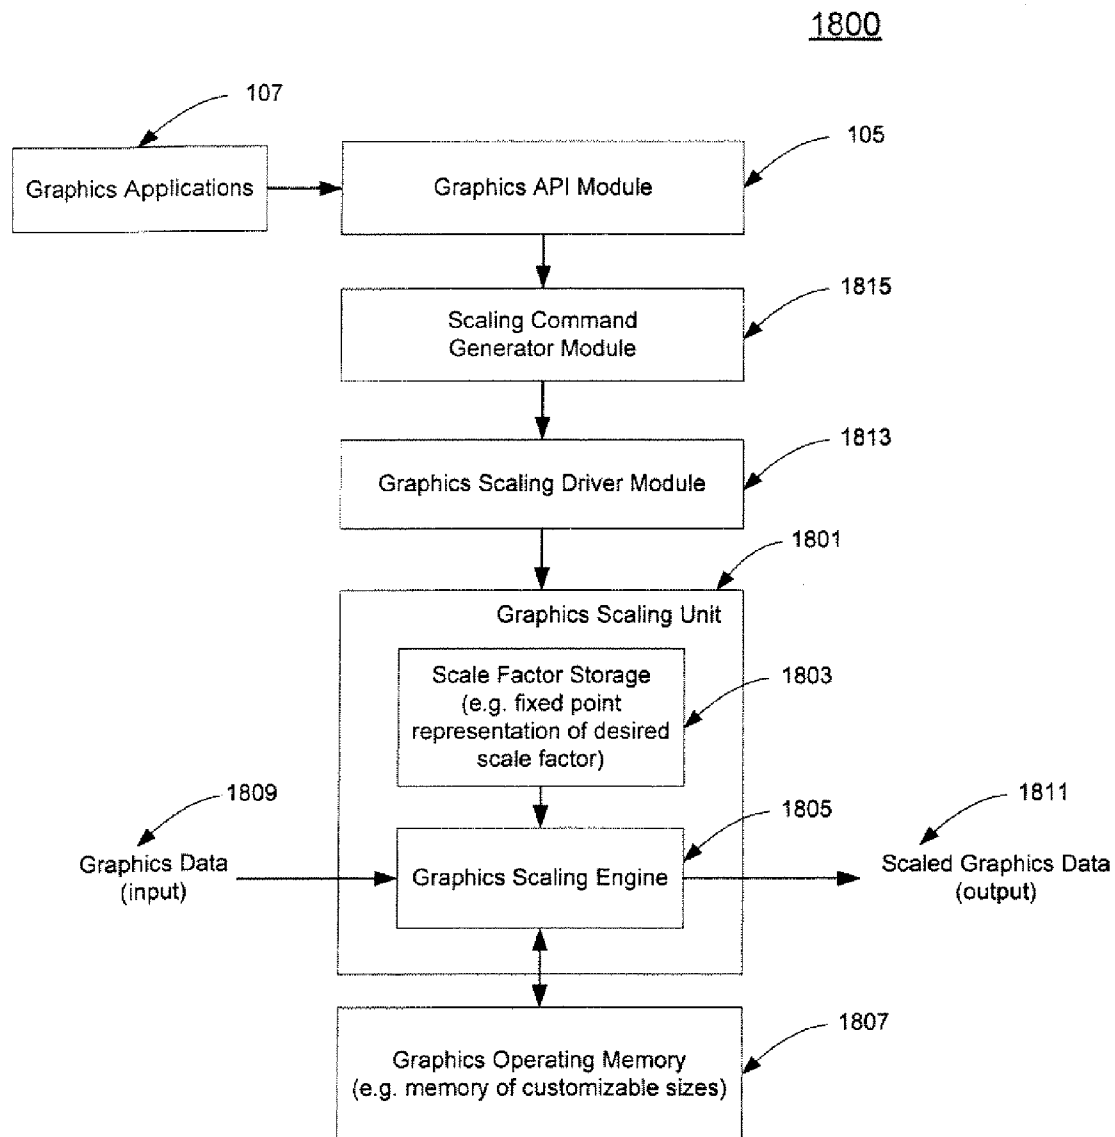 1800
107
105
Graphics Applications
Graphics API Module
1815
Scaling Command
Generator Module
1813
Graphics Scaling Driver Module
1801
Graphics Scaling Unit
Scale Factor Storage
(e.g. fixed point
representation of desired
scale factor)
1803
1809
1805
1811
Graphics Data
(input)
Graphics Scaling Engine
Scaled Graphics Data
(output)
1807
Graphics Operating Memory
(e.g. memory of customizable sizes)